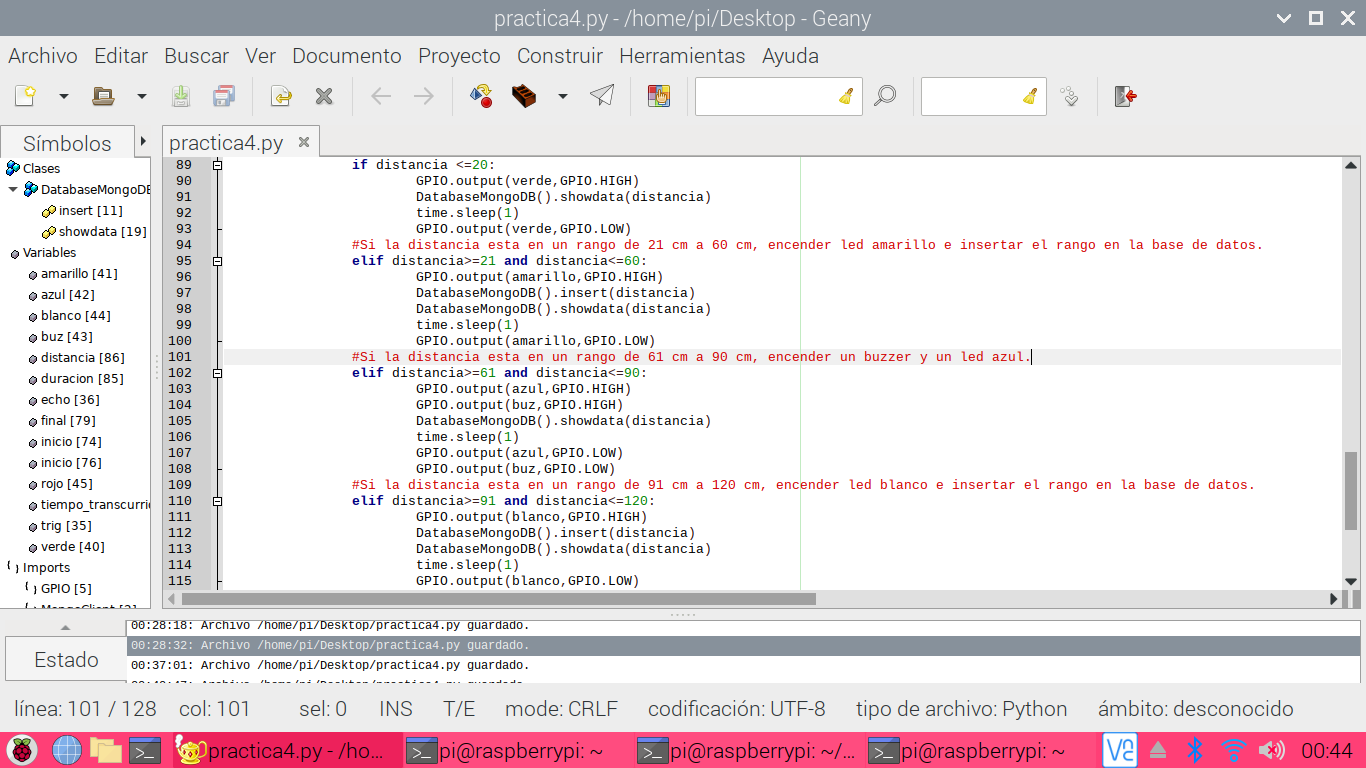 practica4.py - /home/pi/Desktop - Geany
Archivo Editar Buscar Ver Documento Proyecto Construir Herramientas Ayuda
Símbolos
practica4.py
Clases
DatabaseMongoDB
insert [11]
showdata [19]
Variables
amarillo [41]
azul [42]
blanco [44]
buz [43]
distancia [86]
duracion [85]
echo [36]
final [79]
inicio [74]
inicio [76]
rojo [45]
tiempo_transcurri
trig [35]
verde [40]
Imports
GPIO [5]
MongoClient [2]
89 if distancia <=20:
90 GPIO.output(verde,GPIO.HIGH)
91 DatabaseMongoDB().showdata(distancia)
92 time.sleep(1)
93 GPIO.output(verde,GPIO.LOW)
94 #Si la distancia esta en un rango de 21 cm a 60 cm, encender led amarillo e insertar el rango en la base de datos.
95 elif distancia>=21 and distancia<=60:
96 GPIO.output(amarillo,GPIO.HIGH)
97 DatabaseMongoDB().insert(distancia)
98 DatabaseMongoDB().showdata(distancia)
99 time.sleep(1)
100 GPIO.output(amarillo,GPIO.LOW)
101 #Si la distancia esta en un rango de 61 cm a 90 cm, encender un buzzer y un led azul.
102 elif distancia>=61 and distancia<=90:
103 GPIO.output(azul,GPIO.HIGH)
104 GPIO.output(buz,GPIO.HIGH)
105 DatabaseMongoDB().showdata(distancia)
106 time.sleep(1)
107 GPIO.output(azul,GPIO.LOW)
108 GPIO.output(buz,GPIO.LOW)
109 #Si la distancia esta en un rango de 91 cm a 120 cm, encender led blanco e insertar el rango en la base de datos.
110 elif distancia>=91 and distancia<=120:
111 GPIO.output(blanco,GPIO.HIGH)
112 DatabaseMongoDB().insert(distancia)
113 DatabaseMongoDB().showdata(distancia)
114 time.sleep(1)
115 GPIO.output(blanco,GPIO.LOW)
Estado
00:28:18: Archivo /home/pi/Desktop/practica4.py guardado.
00:28:32: Archivo /home/pi/Desktop/practica4.py guardado.
00:37:01: Archivo /home/pi/Desktop/practica4.py guardado.
línea: 101 / 128 col: 101 sel: 0 INS T/E mode: CRLF codificación: UTF-8 tipo de archivo: Python ámbito: desconocido
practica4.py - /ho... pi@raspberrypi: ~ pi@raspberrypi: ~/... pi@raspberrypi: ~ 00:44